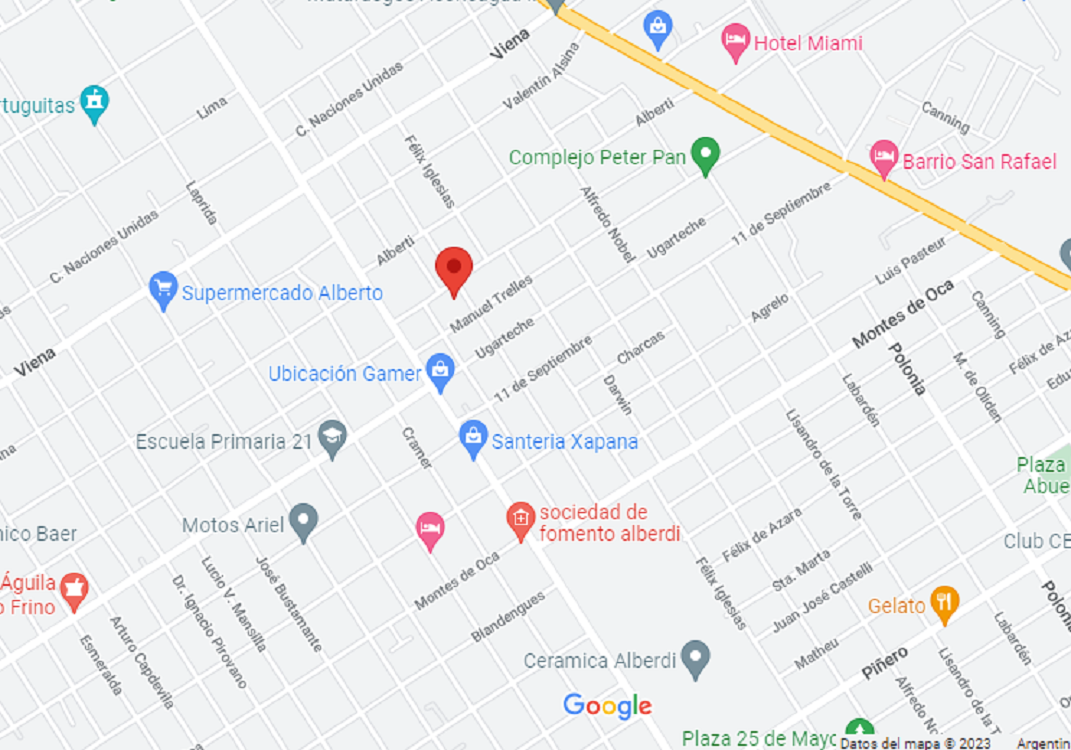 Viena
Hotel Miami
Valentín Alsina
C. Naciones Unidas
Lima
Alberti
Canning
Félix Iglesias
Complejo Peter Pan
Barrio San Rafael
Laprida
Alfredo Nobel
11 de Septiembre
C. Naciones Unidas
Alberti
Ugarteche
Luis Pasteur
Supermercado Alberto
Manuel Trelles
Agrelo
Montes de Oca
Canning
Ugarteche
Viena
Charcas
11 de Septiembre
Polonia
Félix de Aza
Ubicación Gamer
Darwin
Labardén
M. de Oliden
Edu
Escuela Primaria 21
Cramer
Santeria Xapana
Lisandro de la Torre
Plaza
Abue
Motos Ariel
sociedad de
fomento alberdi
nico Baer
Félix de Azara
Club CE
Águila
o Frino
Montes de Oca
Sta. Marta
Félix Iglesias
Juan José Castelli
Lucio V. Mansilla
José Bustamante
Dr. Ignacio Pirovano
Blandengues
Gelato
Polonia
Arturo Capdevila
Esmeralda
Matheu
Labardén
Ceramica Alberdi
Piñero
Lisandro de la T
Alfredo No
Google
Plaza 25 de Mayo
Datos del mapa © 2023
Argentin